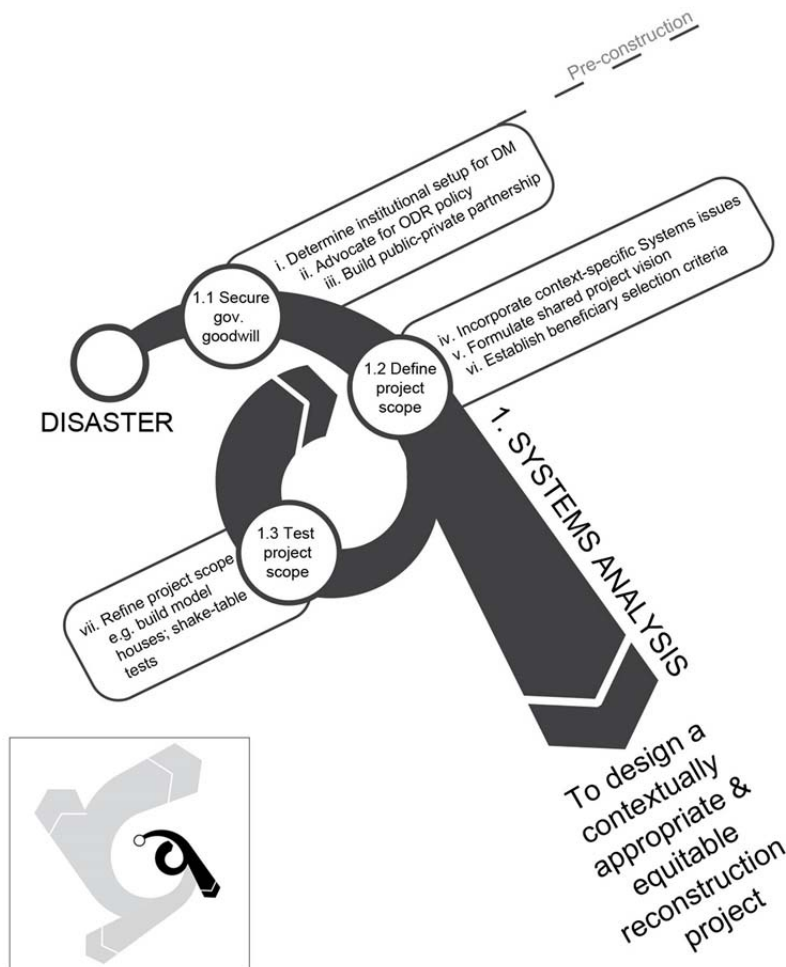 Pre-construction
i. Determine institutional setup for DM
ii. Advocate for ODR policy
iii. Build public-private partnership
1.1 Secure
gov.
goodwill
iv. Incorporate context-specific Systems issues
v. Formulate shared project vision
vi. Establish beneficiary selection criteria
1.2 Define
project
scope
DISASTER
1. SYSTEMS ANALYSIS
1.3 Test
project
scope
vii. Refine project scope
e.g. build model
houses; shake-table
tests
To design a
contextually
appropriate &
equitable
reconstruction
project